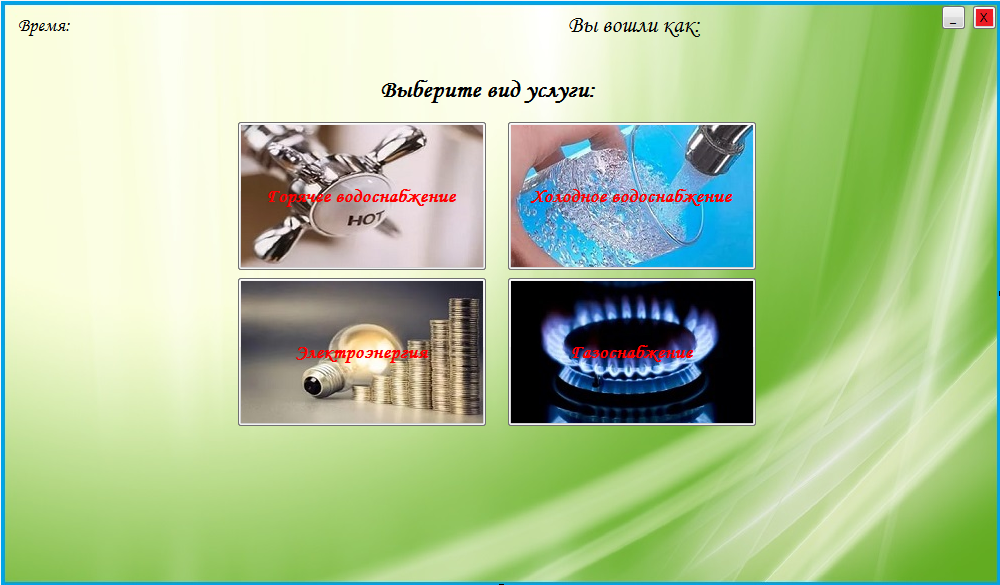 Время:
Вы вошли как:
_
X
Выберите вид услуги:
Горячее водоснабжение
HOT
Холодное водоснабжение
Электроэнергия
Газоснабжение